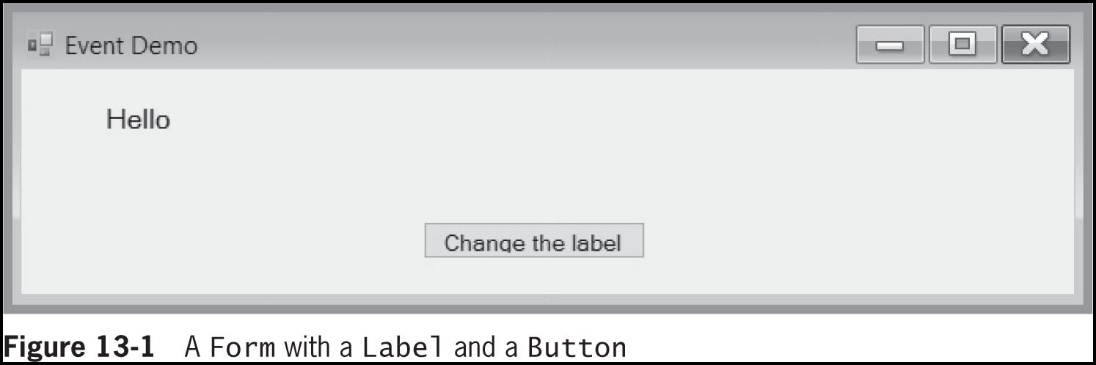 Event Demo
Hello
Change the label
Figure 13-1 A Form with a Label and a Button